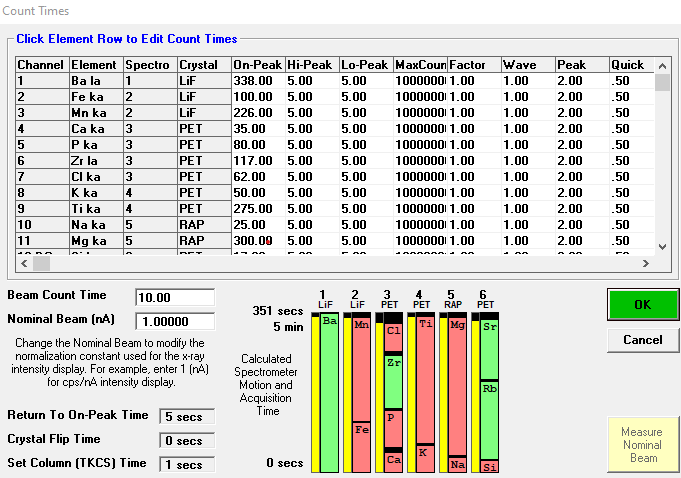 Count Times
Click Element Row to Edit Count Times
Channel Element Spectro Crystal On-Peak Hi-Peak Lo-Peak MaxCoun Factor Wave Peak Quick
1 Ba la 1 LiF 338.00 5.00 5.00 10000000 1.00 1.00 2.00 .50
2 Fe ka 2 LiF 100.00 5.00 5.00 10000000 1.00 1.00 2.00 .50
3 Mn ka 2 LiF 226.00 5.00 5.00 10000000 1.00 1.00 2.00 .50
4 Ca ka 3 PET 35.00 5.00 5.00 10000000 1.00 1.00 2.00 .50
5 P ka 3 PET 80.00 5.00 5.00 10000000 1.00 1.00 2.00 .50
6 Zr la 3 PET 117.00 5.00 5.00 10000000 1.00 1.00 2.00 .50
7 Cl ka 3 PET 62.00 5.00 5.00 10000000 1.00 1.00 2.00 .50
8 K ka 4 PET 50.00 5.00 5.00 10000000 1.00 1.00 2.00 .50
9 Ti ka 4 PET 275.00 5.00 5.00 10000000 1.00 1.00 2.00 .50
10 Na ka 5 RAP 25.00 5.00 5.00 10000000 1.00 1.00 2.00 .50
11 Mg ka 5 RAP 300.00 5.00 5.00 10000000 1.00 1.00 2.00 .50
Beam Count Time 10.00
Nominal Beam (nA) 1.00000
Change the Nominal Beam to modify the
normalization constant used for the x-ray
intensity display. For example, enter 1 (nA)
for cps/nA intensity display.
Return To On-Peak Time 5 secs
Crystal Flip Time 0 secs
Set Column (TKCS) Time 1 secs
351 secs
5 min
Calculated
Spectrometer
Motion and
Acquisition
Time
0 secs
1 2 3 4 5 6
LiF LiF PET PET RAP PET
Ba Mn Cl Ti Mg Sr
Zr
Rb
P
Fe
K
Ca Na Si
OK
Cancel
Measure
Nominal
Beam